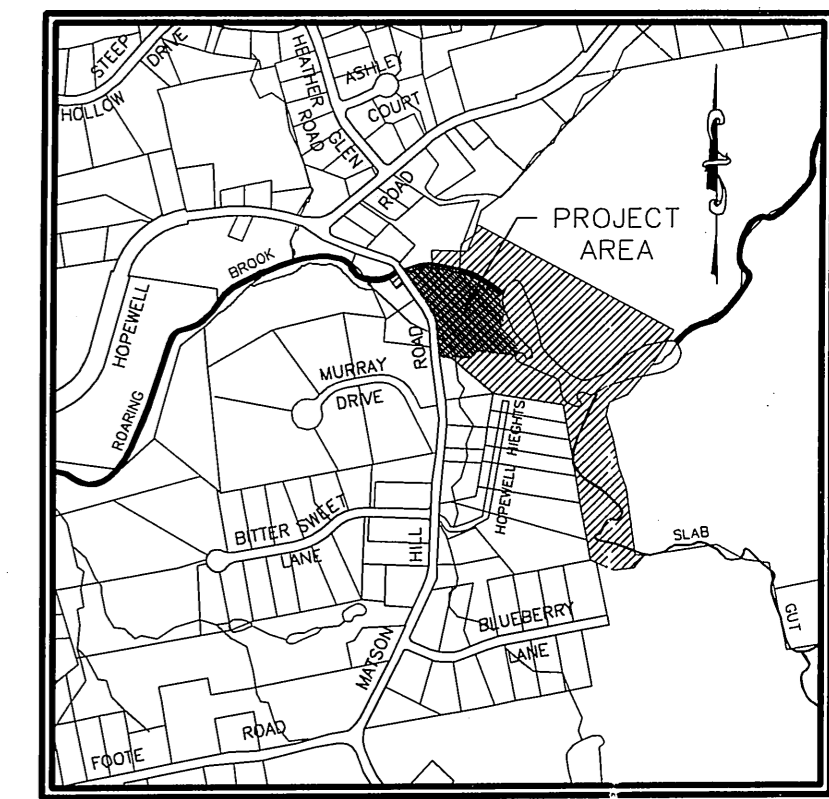 STEEP
HOLLOW DRIVE
HEATHER GLEN
ROAD
ASHLEY
COURT
ROAD
PROJECT
AREA
BROOK
HOPEWELL
ROARING
ROAD
MURRAY
DRIVE
HOPEWELL HIEGHTS
BITTER SWEET
LANE
HILL
SLAB
GUT
BLUEBERRY
LANE
MATSON
FOOTE ROAD